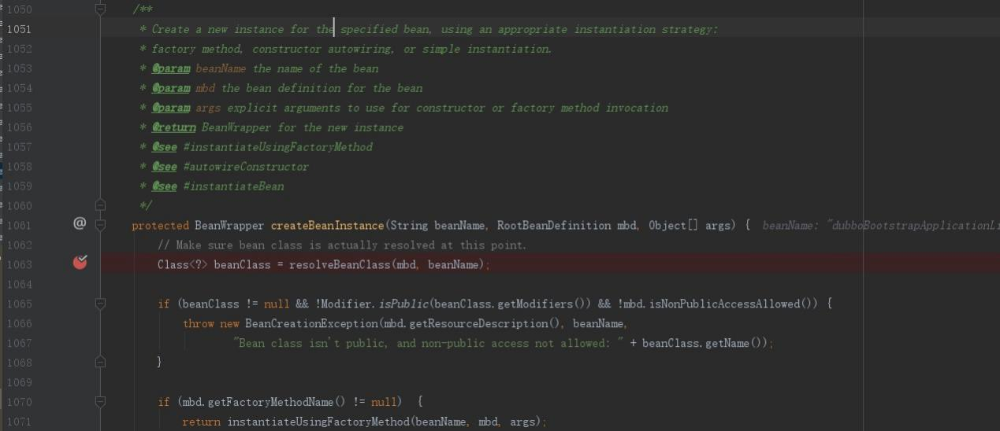 1050 /**
1051 * Create a new instance for the specified bean, using an appropriate instantiation strategy:
1052 * factory method, constructor autowiring, or simple instantiation.
1053 * @param beanName the name of the bean
1054 * @param mbd the bean definition for the bean
1055 * @param args explicit arguments to use for constructor or factory method invocation
1056 * @return BeanWrapper for the new instance
1057 * @see #instantiateUsingFactoryMethod
1058 * @see #autowireConstructor
1059 * @see #instantiateBean
1060 */
1061 @ protected BeanWrapper createBeanInstance(String beanName, RootBeanDefinition mbd, Object[] args) { beanName: "dubboBootstrapApplicationLi
1062 // Make sure bean class is actually resolved at this point.
1063 Class<?> beanClass = resolveBeanClass(mbd, beanName);
1064
1065 if (beanClass != null && !Modifier.isPublic(beanClass.getModifiers()) && !mbd.isNonPublicAccessAllowed()) {
1066 throw new BeanCreationException(mbd.getResourceDescription(), beanName,
1067 "Bean class isn't public, and non-public access not allowed: " + beanClass.getName());
1068 }
1069
1070 if (mbd.getFactoryMethodName() != null)  {
1071 return instantiateUsingFactoryMethod(beanName, mbd, args);